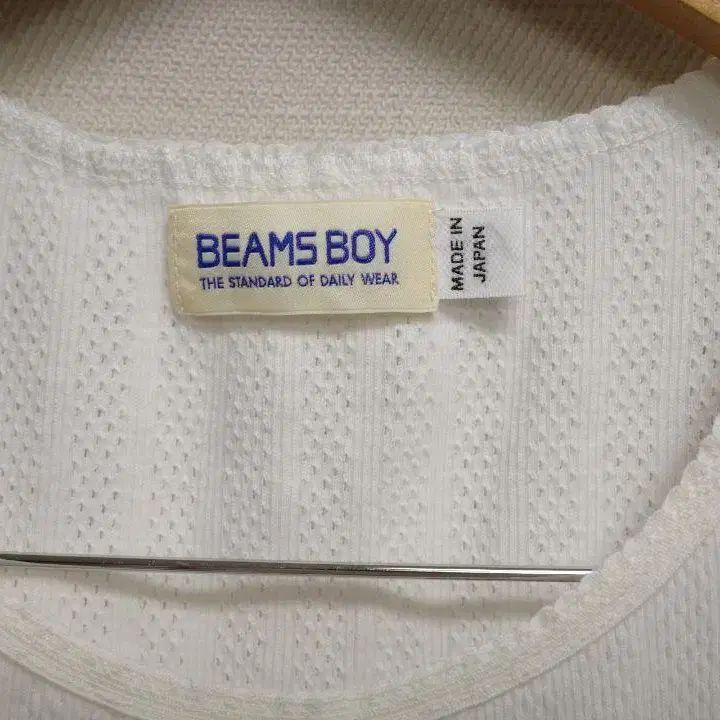 BEAMS BOY
THE STANDARD OF DAILY WEAR
MADE IN
JAPAN